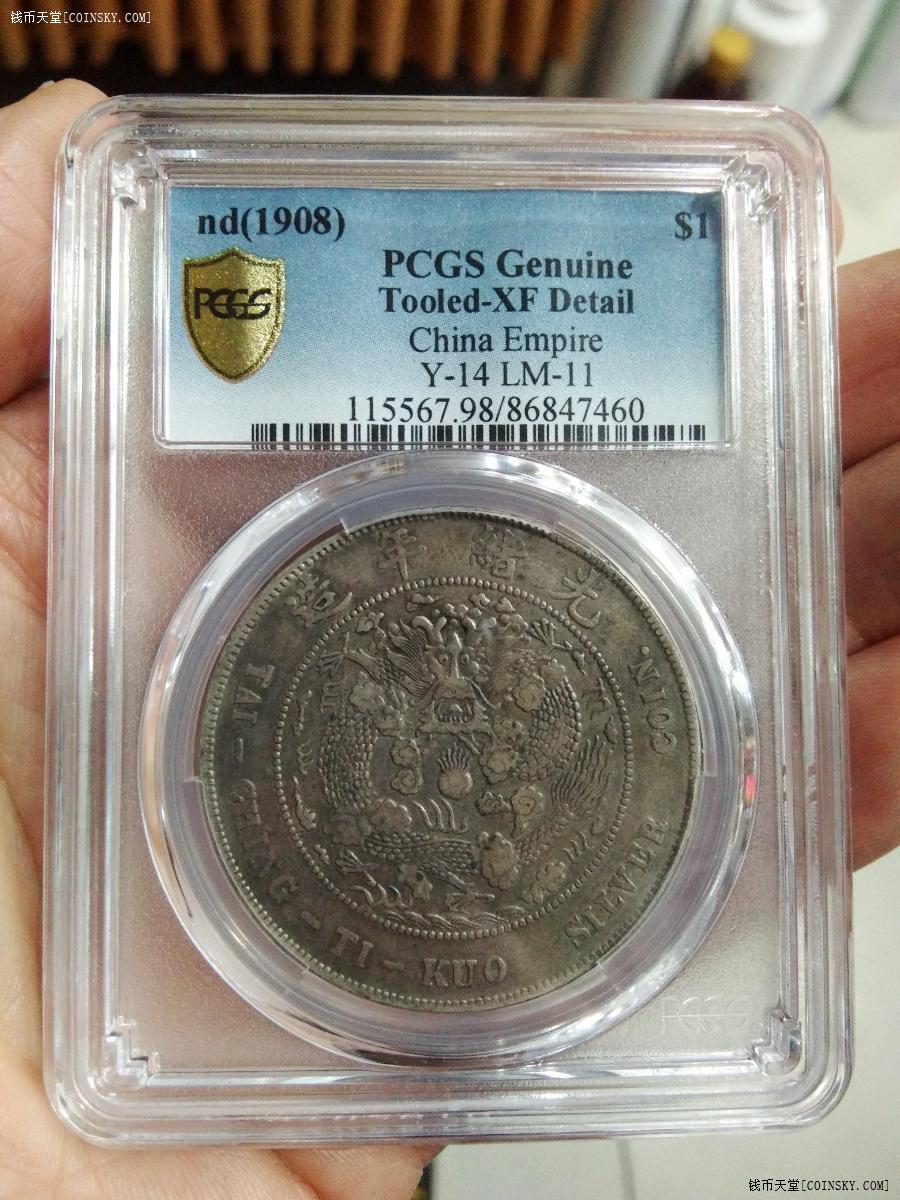 钱币天堂[COINSKY.COM]
nd(1908) $1
PCGS Genuine
PCGS
Tooled-XF Detail
China Empire
Y-14 LM-11
115567.98/86847460
造年緒光
TAI-CHING-TI-KUO SILVER COIN.
PCGS
钱币天堂[COINSKY.COM]